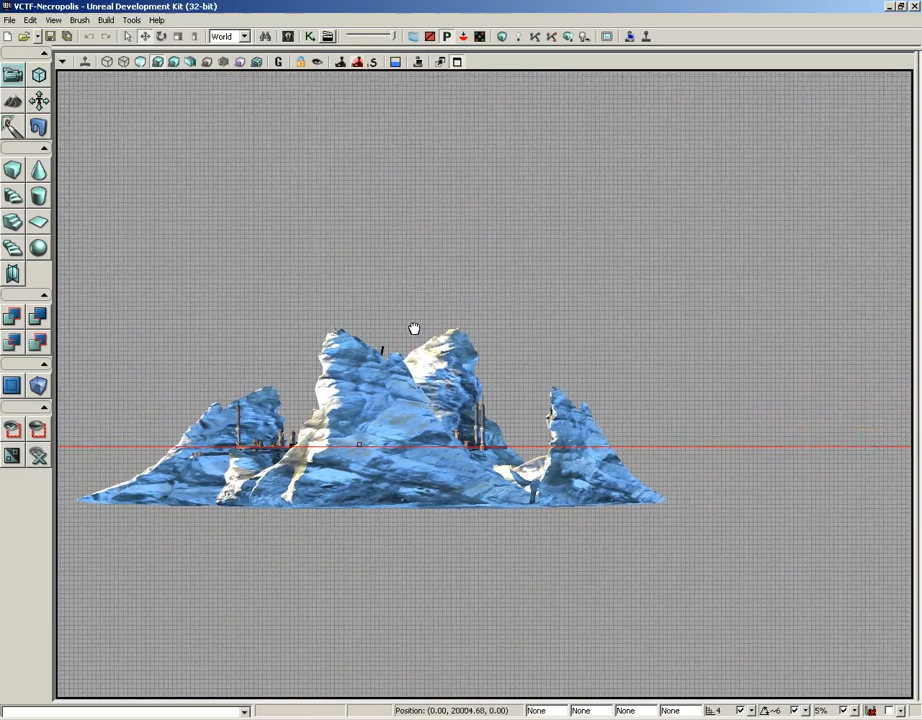 VCTF-Necropolis - Unreal Development Kit (32-bit)
File Edit View Brush Build Tools Help
World
P
G
S
Position: (0.00, 20004.68, 0.00) None None None None 4 ~6 5%